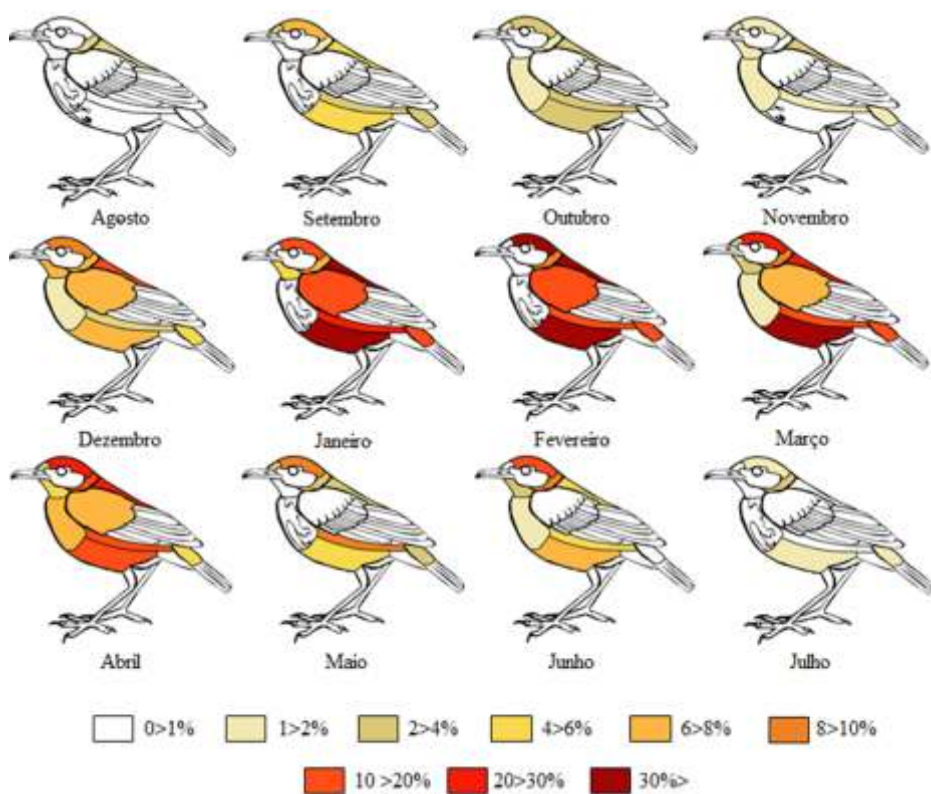 Agosto Setembro Outubro Novembro
Dezembro Janeiro Fevereiro Março
Abril Maio Junho Julho
0>1% 1>2% 2>4% 4>6% 6>8% 8>10%
10 >20% 20>30% 30%>